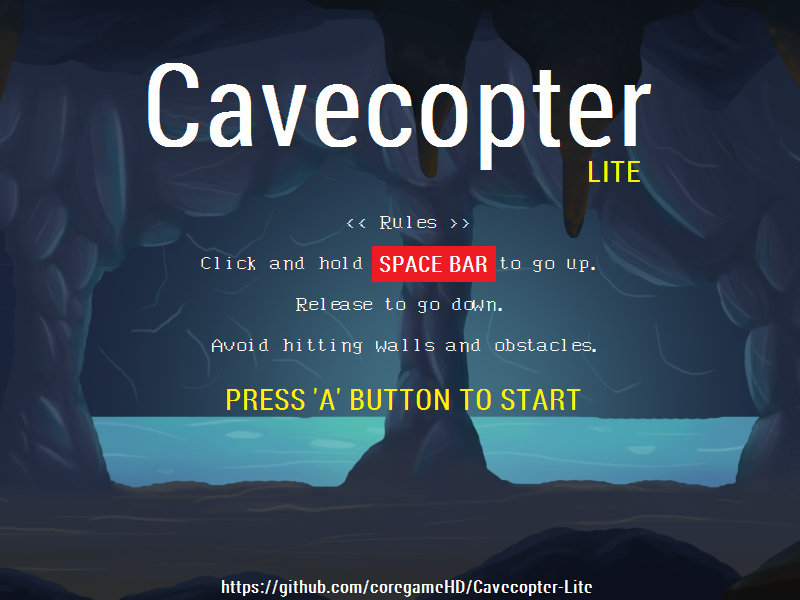 Cavecopter
LITE
<< Rules >>
Click and hold SPACE BAR to go up.
Release to go down.
Avoid hitting walls and obstacles.
PRESS 'A' BUTTON TO START
https://github.com/coregameHD/Cavecopter-Lite